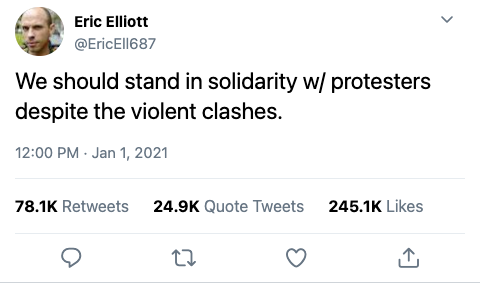 Eric Elliott
@EricEll687
We should stand in solidarity w/ protesters
despite the violent clashes.
12:00 PM · Jan 1, 2021
78.1K Retweets 24.9K Quote Tweets 245.1K Likes